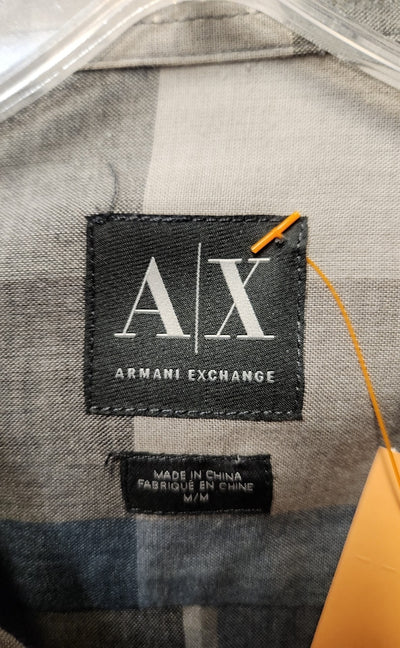 A|X
ARMANI EXCHANGE
MADE IN CHINA
FABRIQUÉ EN CHINE
M/M